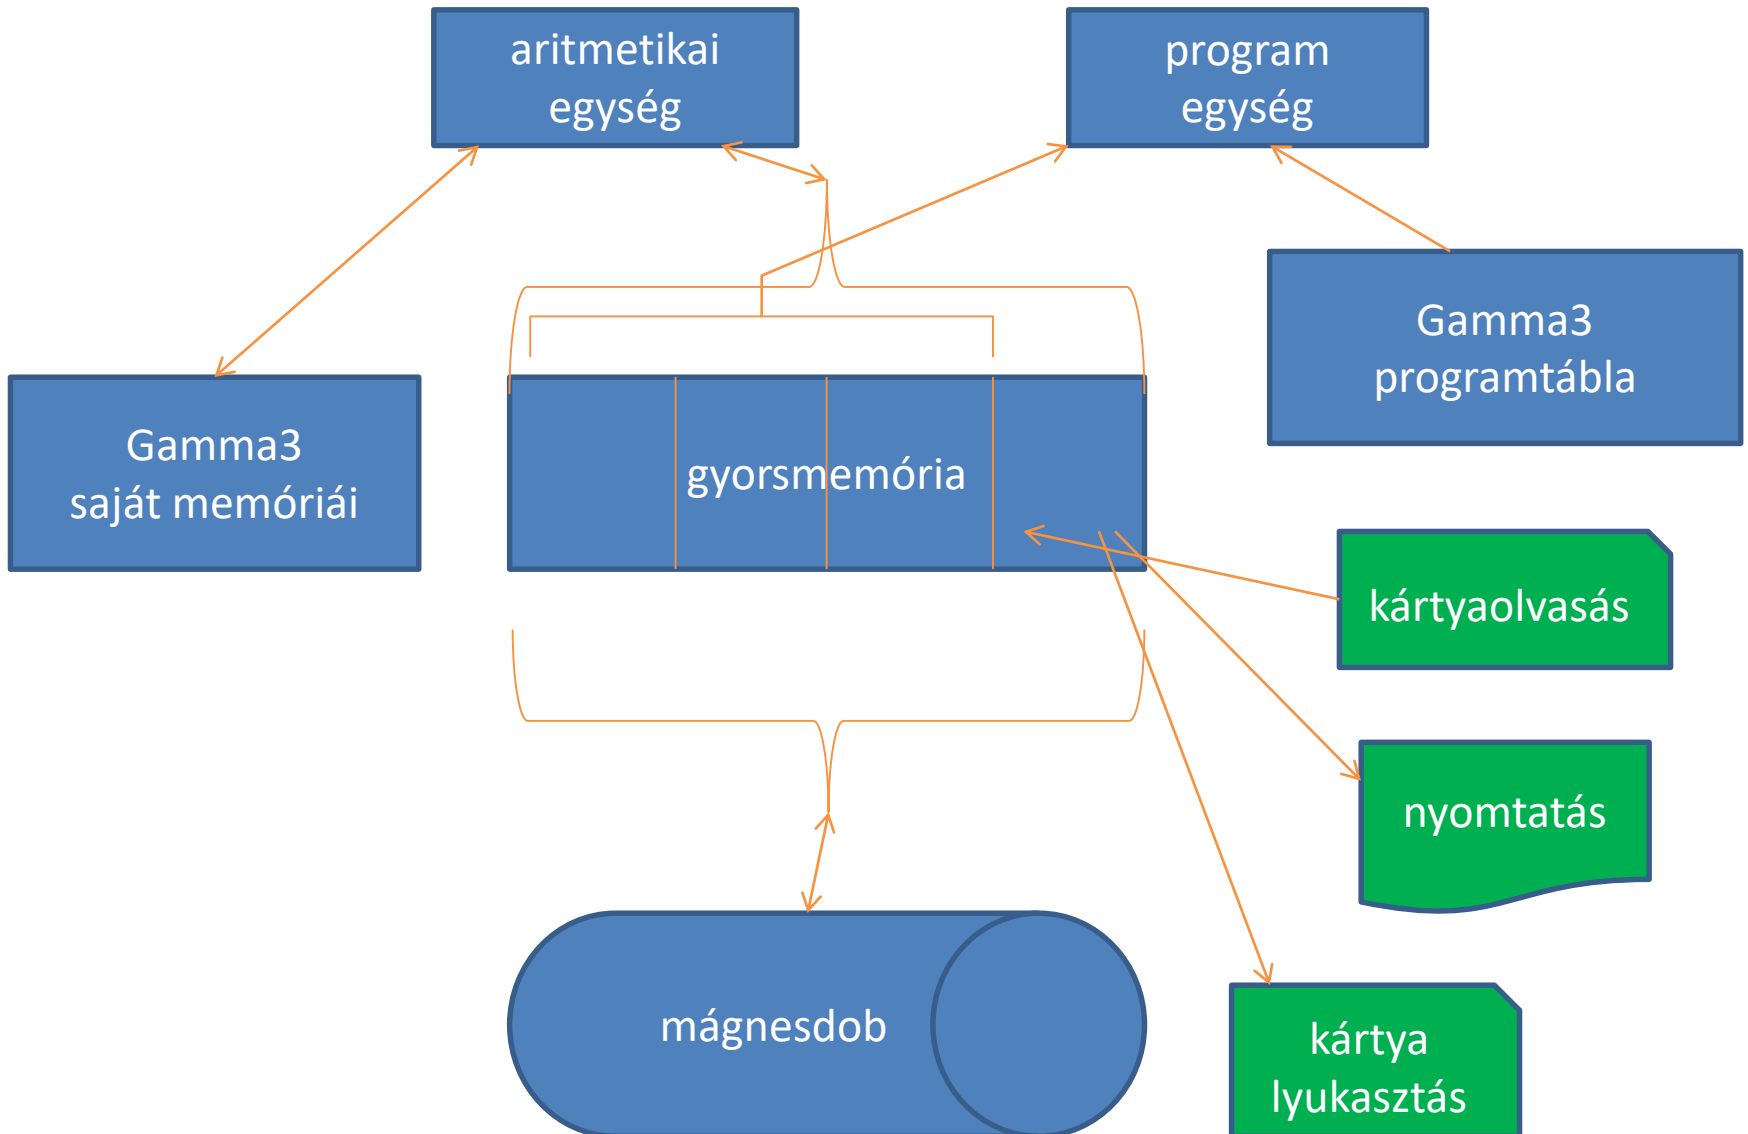 aritmetikai
egység
program
egység
Gamma3
programtábla
Gamma3
saját memóriái
gyorsmemória
kártyaolvasás
nyomtatás
mágnesdob
kártya
lyukasztás